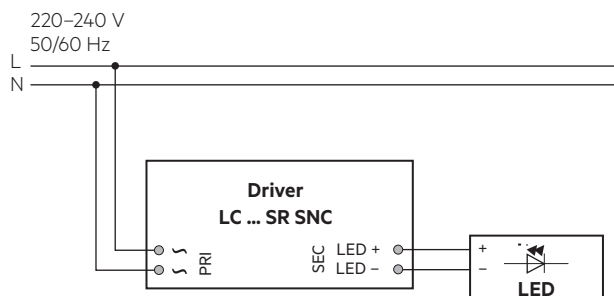 220–240 V
50/60 Hz
L
N
Driver
LC ... SR SNC
∼ PRI SEC LED + +
∼ LED – –
LED